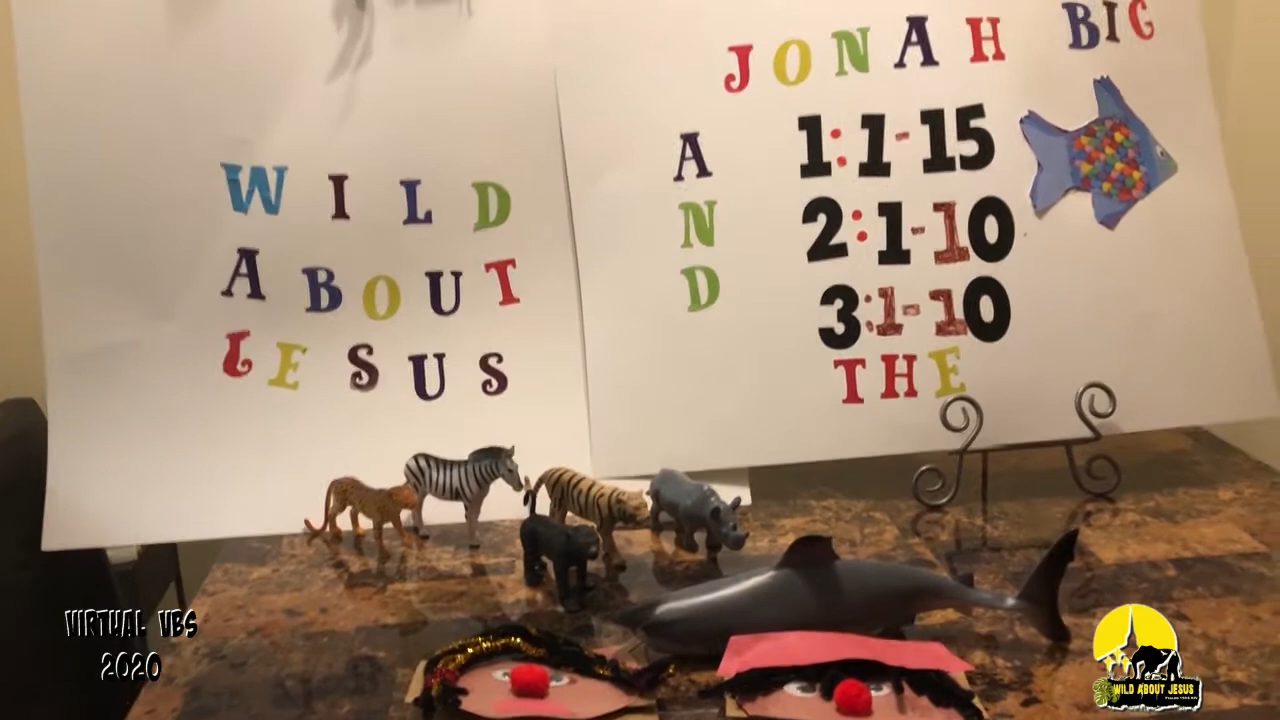 WILD
ABOUT
JESUS
JONAH BIG
AND
1:1-15
2:1-10
3:1-10
THE
VIRTUAL VBS
2020
WILD ABOUT JESUS